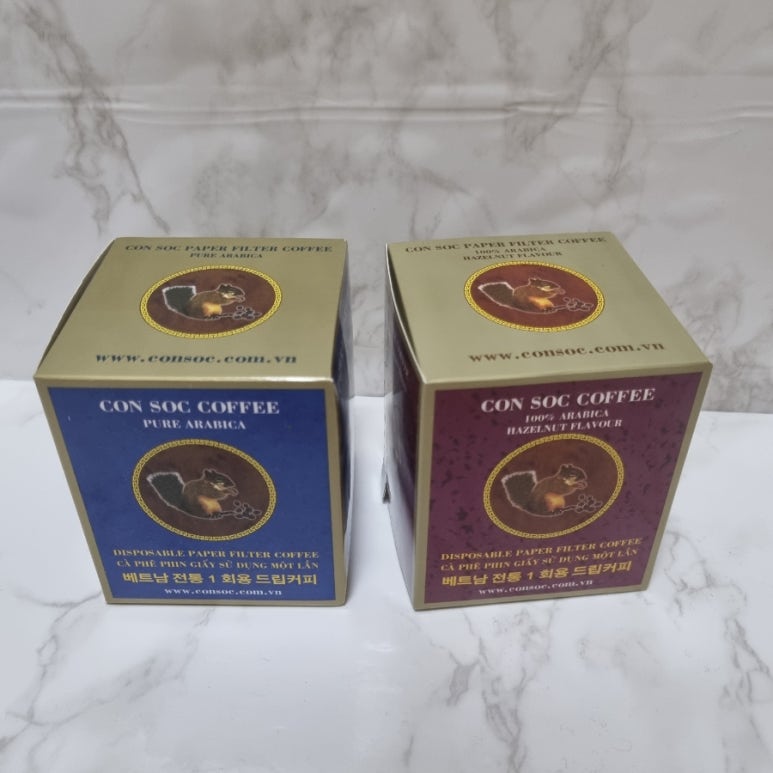 CON SOC PAPER FILTER COFFEE
PURE ARABICA
www.consoc.com.vn
CON SOC COFFEE
PURE ARABICA
DISPOSABLE PAPER FILTER COFFEE
CÀ PHÊ PHIN GIẤY SỬ DỤNG MỘT LẦN
베트남 전통 1 회용 드립커피
www.consoc.com.vn
CON SOC PAPER FILTER COFFEE
100% ARABICA
HAZELNUT FLAVOUR
www.consoc.com.vn
CON SOC COFFEE
100% ARABICA
HAZELNUT FLAVOUR
DISPOSABLE PAPER FILTER COFFEE
CÀ PHÊ PHIN GIẤY SỬ DỤNG MỘT LẦN
베트남 전통 1 회용 드립커피
www.consoc.com.vn